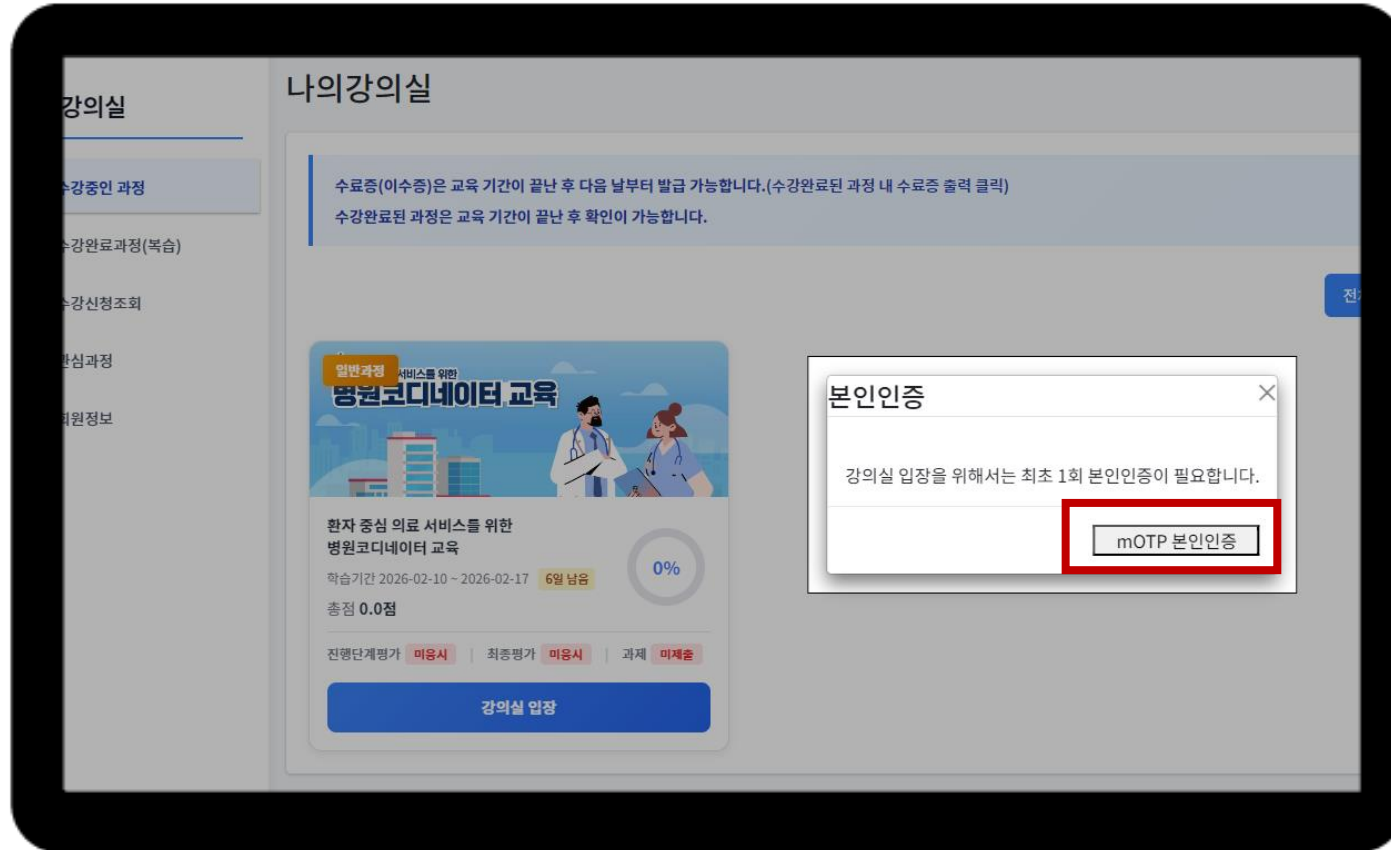 나의강의실
강의실
수강중인 과정
수강완료과정(복습)
수강신청조회
관심과정
회원정보
수료증(이수증)은 교육 기간이 끝난 후 다음 날부터 발급 가능합니다.(수강완료된 과정 내 수료증 출력 클릭)
수강완료된 과정은 교육 기간이 끝난 후 확인이 가능합니다.
일반과정
서비스를 위한
병원코디네이터 교육
환자 중심 의료 서비스를 위한
병원코디네이터 교육
학습기간 2026-02-10 ~ 2026-02-17 6일 남음
0%
총점 0.0점
진행단계평가 미응시 | 최종평가 미응시 | 과제 미제출
강의실 입장
본인인증
강의실 입장을 위해서는 최초 1회 본인인증이 필요합니다.
mOTP 본인인증